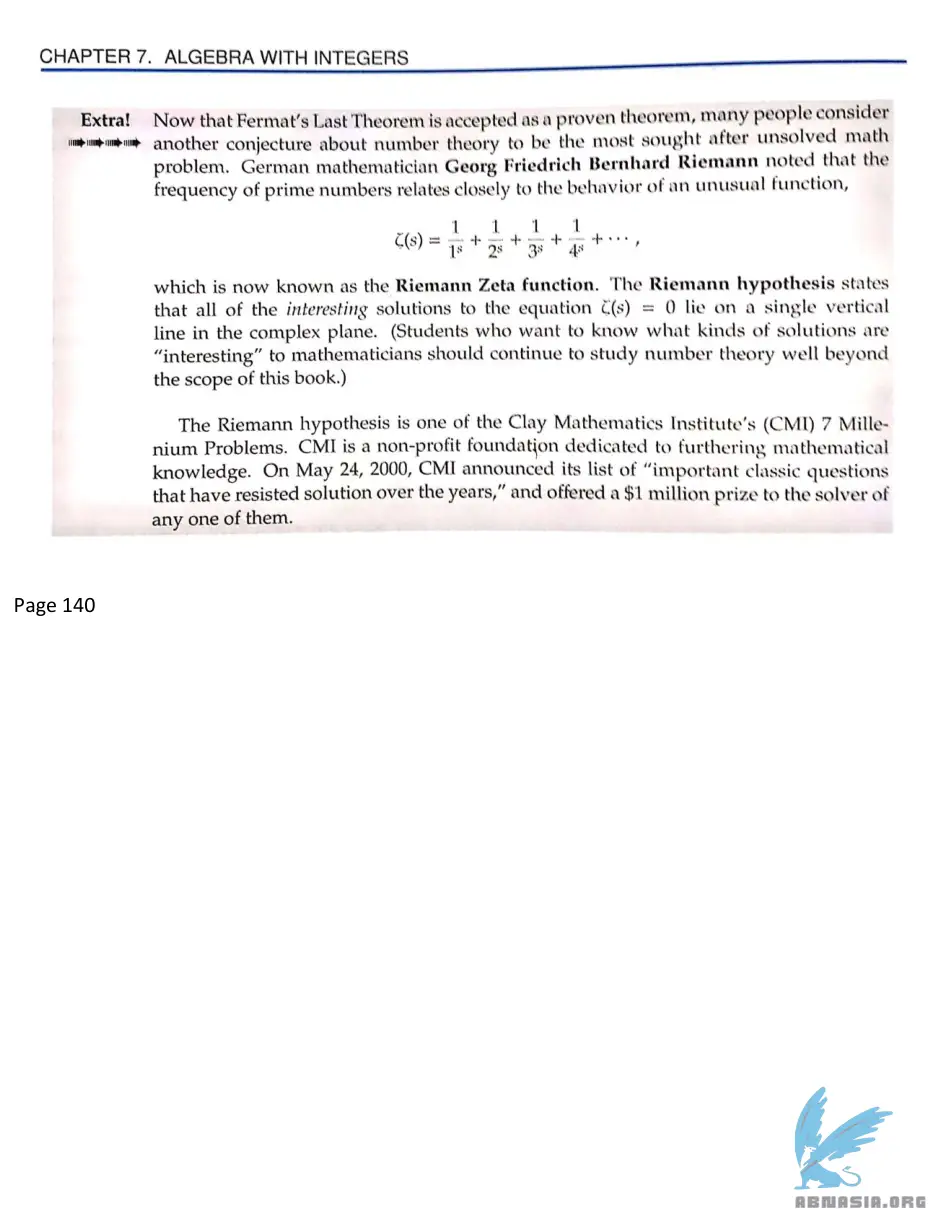 CHAPTER 7. ALGEBRA WITH INTEGERS
Extra! Now that Fermat's Last Theorem is accepted as a proven theorem, many people consider
another conjecture about number theory to be the most sought after unsolved math
problem. German mathematician Georg Friedrich Bernhard Riemann noted that the
frequency of prime numbers relates closely to the behavior of an unusual function,
ζ(s) = 1/1^s + 1/2^s + 1/3^s + 1/4^s + ⋯ ,
which is now known as the Riemann Zeta function. The Riemann hypothesis states
that all of the interesting solutions to the equation ζ(s) = 0 lie on a single vertical
line in the complex plane. (Students who want to know what kinds of solutions are
"interesting" to mathematicians should continue to study number theory well beyond
the scope of this book.)
The Riemann hypothesis is one of the Clay Mathematics Institute's (CMI) 7 Mille-
nium Problems. CMI is a non-profit foundation dedicated to furthering mathematical
knowledge. On May 24, 2000, CMI announced its list of "important classic questions
that have resisted solution over the years," and offered a $1 million prize to the solver of
any one of them.
Page 140
ABNASIA.ORG